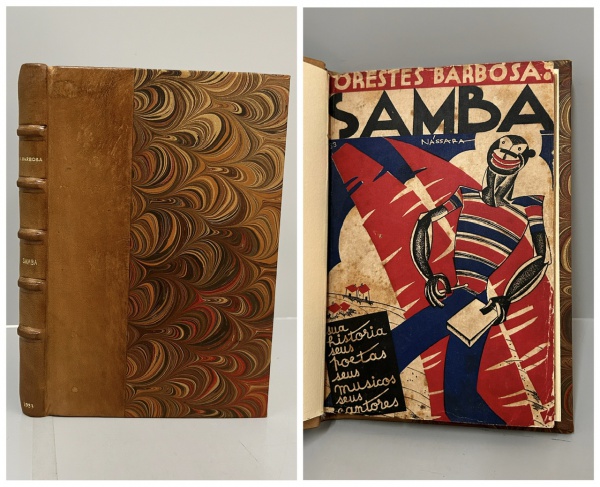 BARBOSA
SAMBA
1933
ORESTES BARBOSA:
SAMBA
NÁSSARA
sua
historia
seus
poetas
seus
musicos
seus
cantores